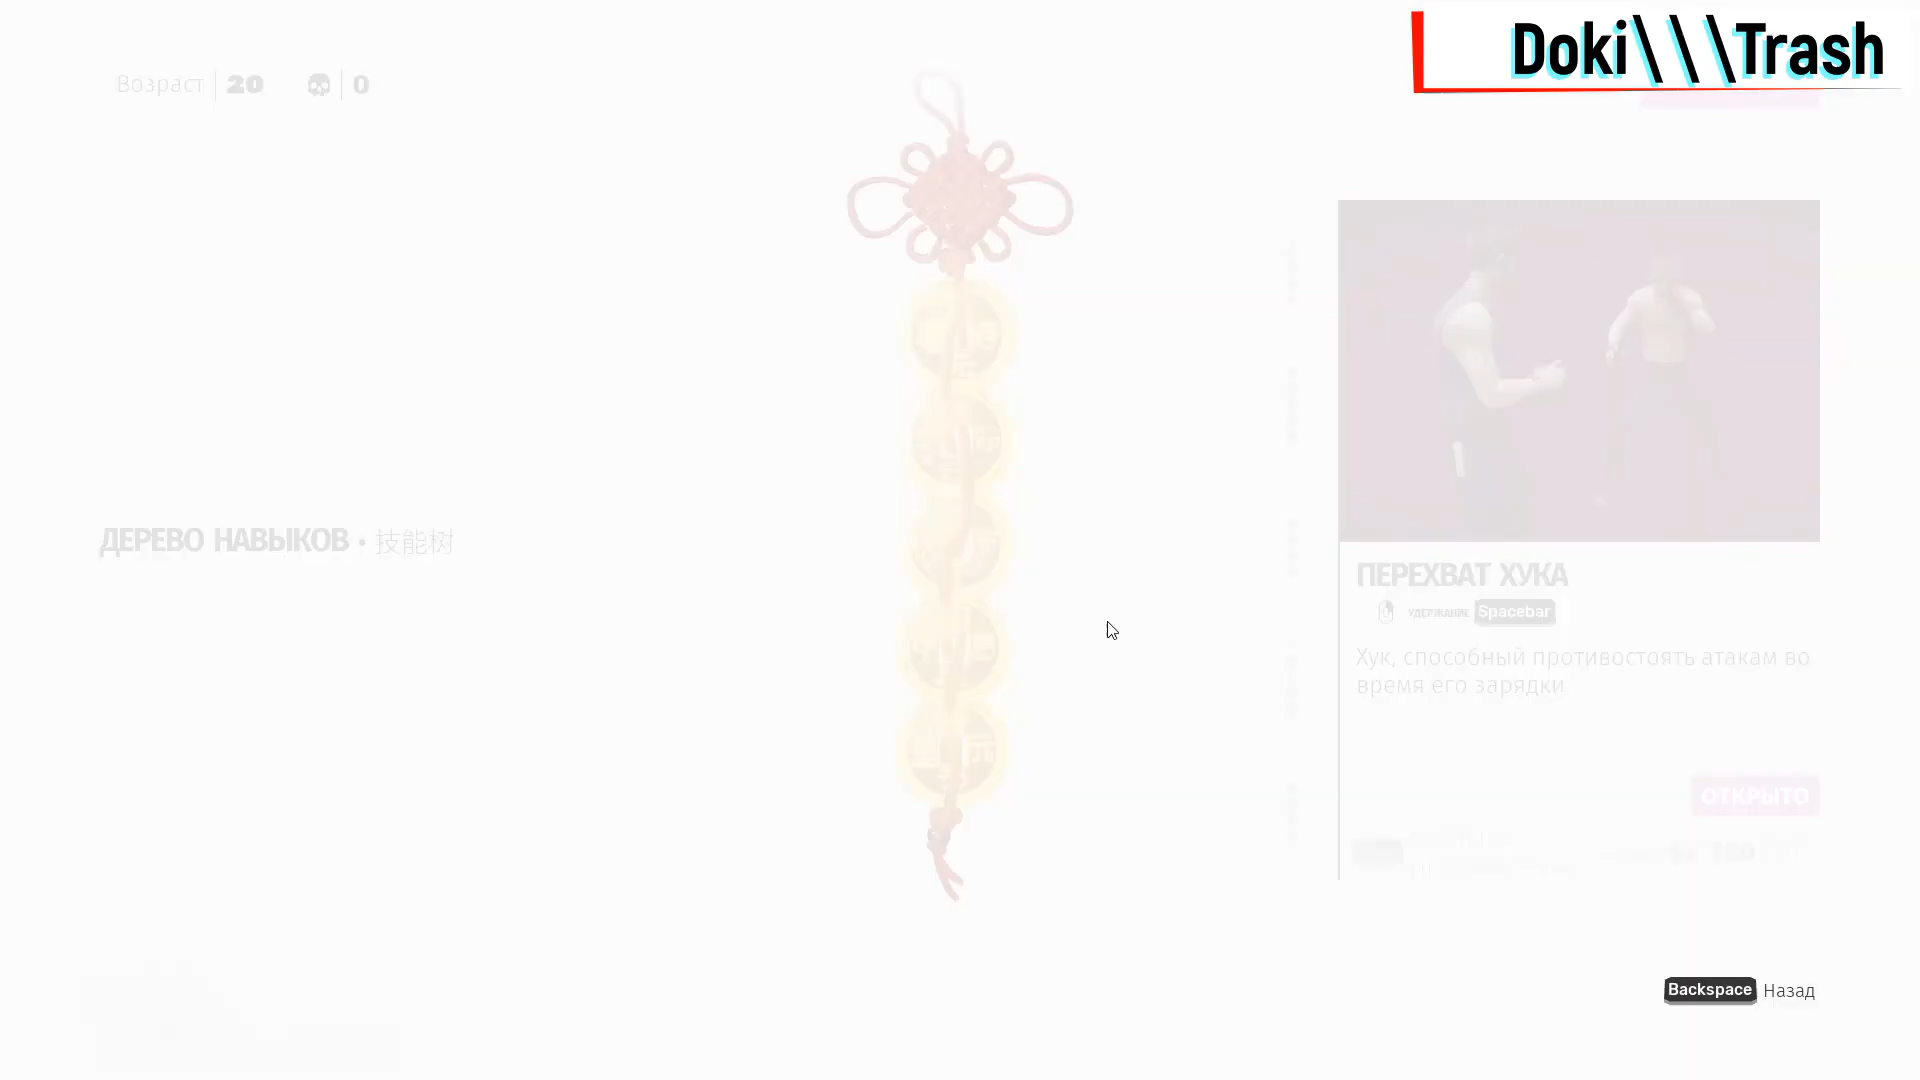 Doki\\\Trash
Возраст 20 0
ДЕРЕВО НАВЫКОВ • 技能树
ПЕРЕХВАТ ХУКА
УДЕРЖАНИЕ Spacebar
Хук, способный противостоять атакам во
время его зарядки
ОТКРЫТО
Backspace Назад